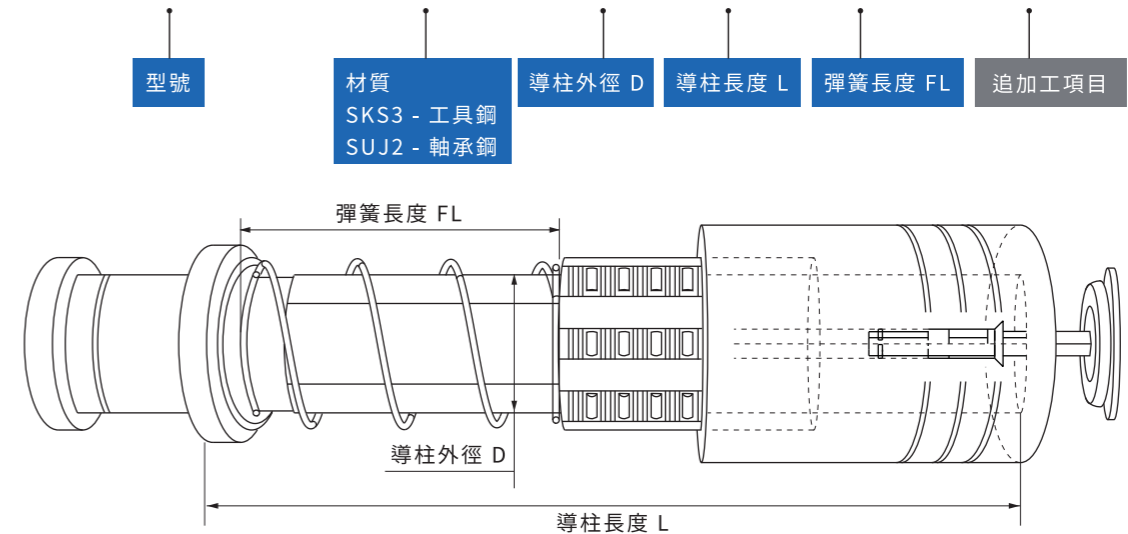 型號
材質
SKS3 - 工具鋼
SUJ2 - 軸承鋼
導柱外徑 D
導柱長度 L
彈簧長度 FL
追加工項目
彈簧長度 FL
導柱外徑 D
導柱長度 L